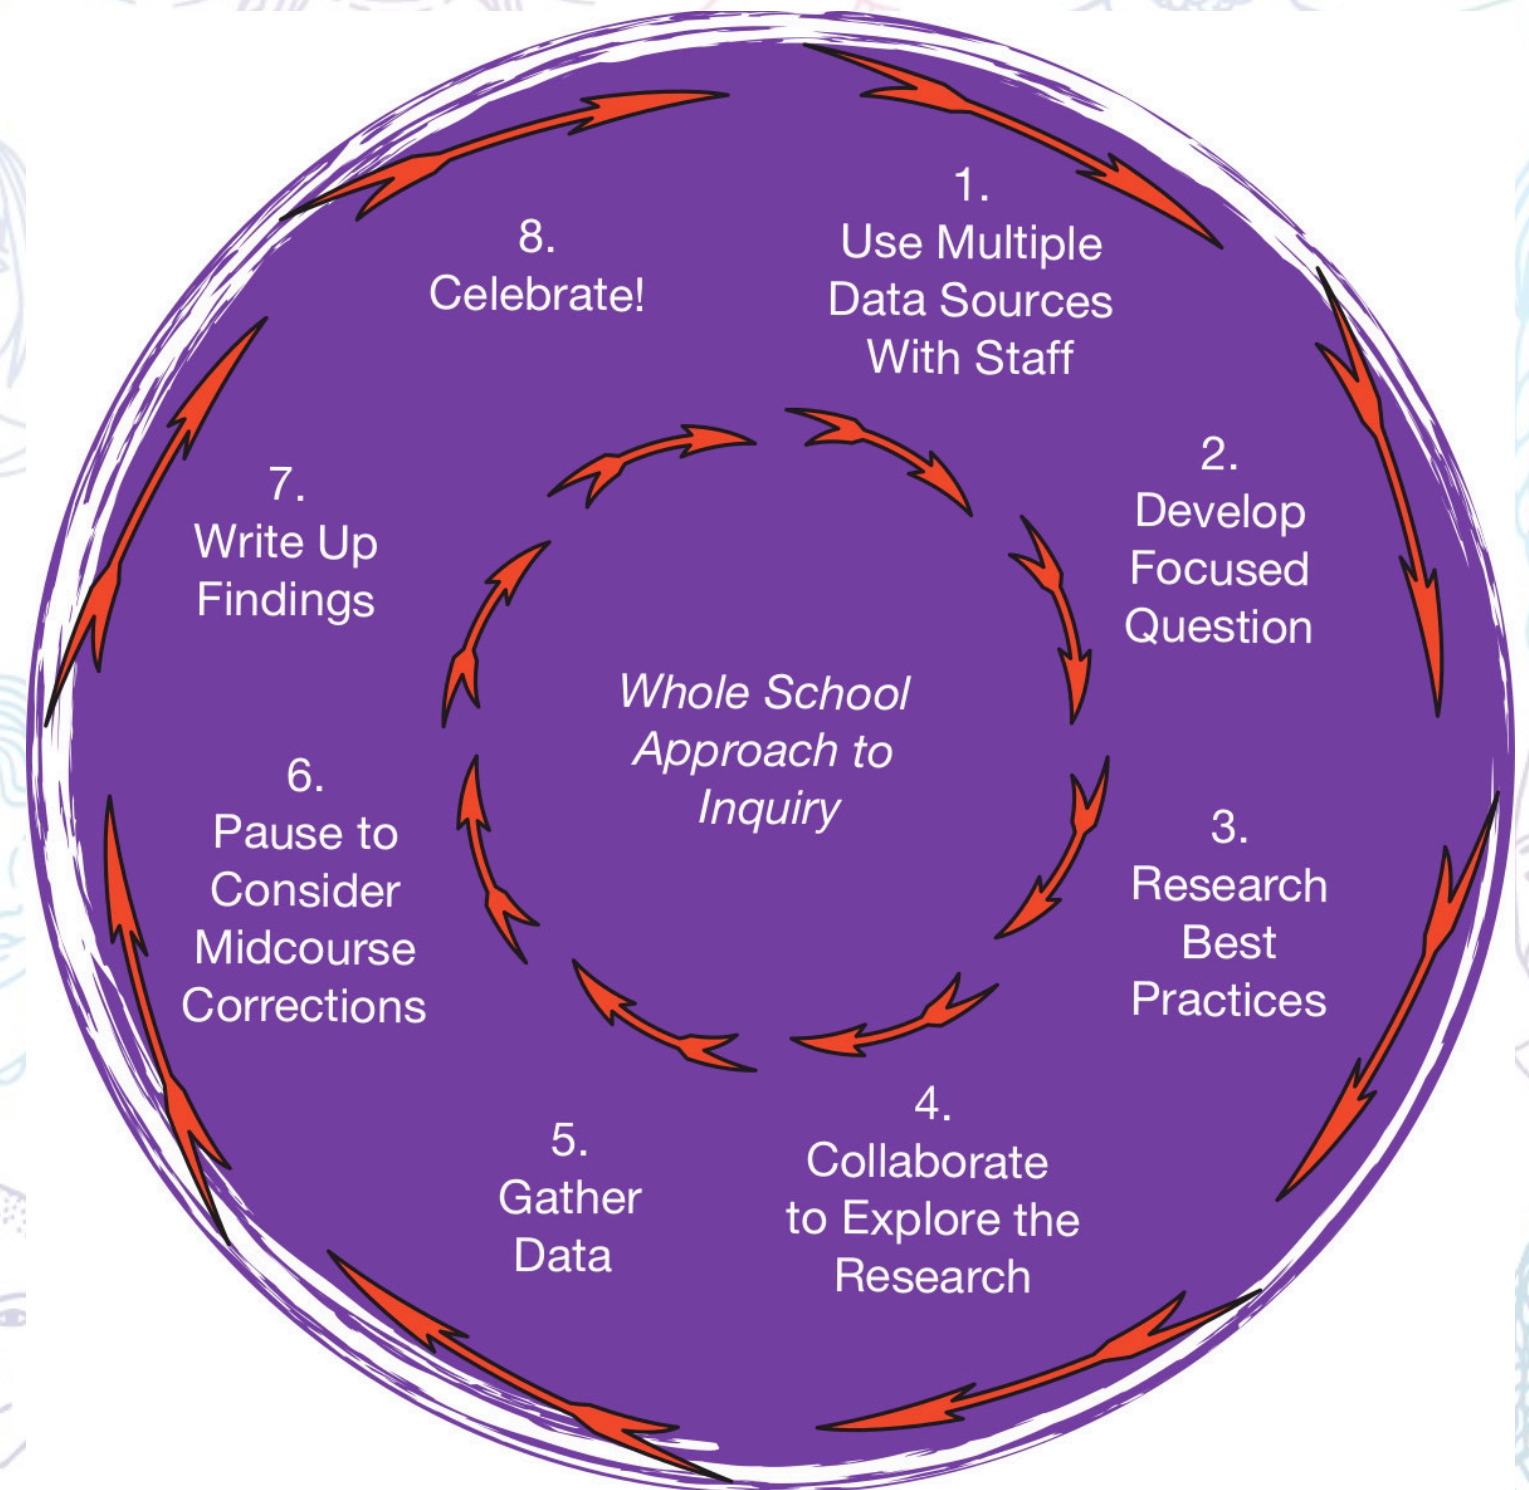 1.
Use Multiple
Data Sources
With Staff
2.
Develop
Focused
Question
3.
Research
Best
Practices
4.
Collaborate
to Explore the
Research
5.
Gather
Data
6.
Pause to
Consider
Midcourse
Corrections
7.
Write Up
Findings
8.
Celebrate!
Whole School
Approach to
Inquiry